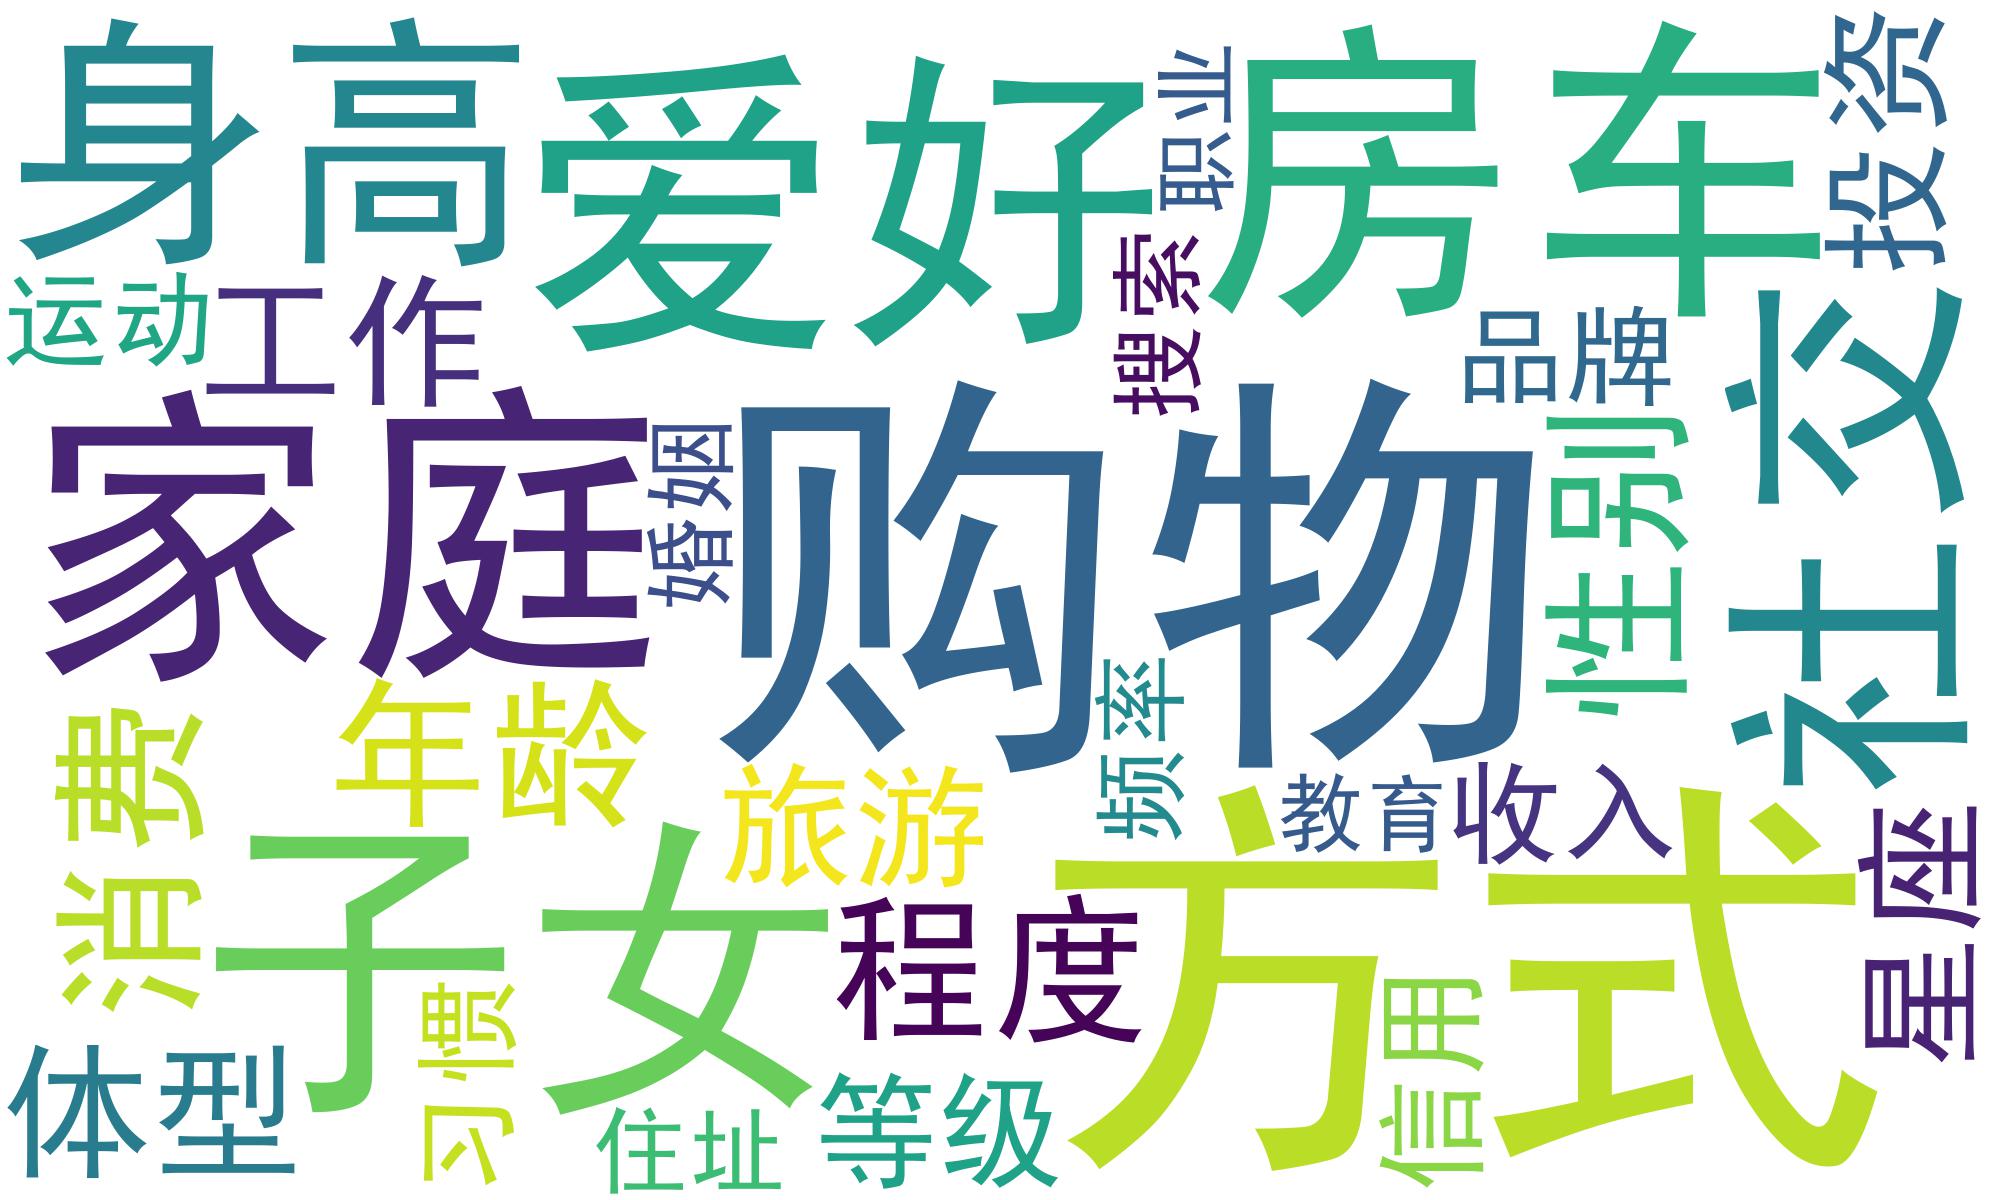 身高
爱好
职业
房车
投资
运动
工作
搜索
品牌
社交
家庭
婚姻
购物
性别
消费
年龄
旅游
频率
教育
收入
子女
程度
方式
星座
体型
习惯
住址
等级
信用